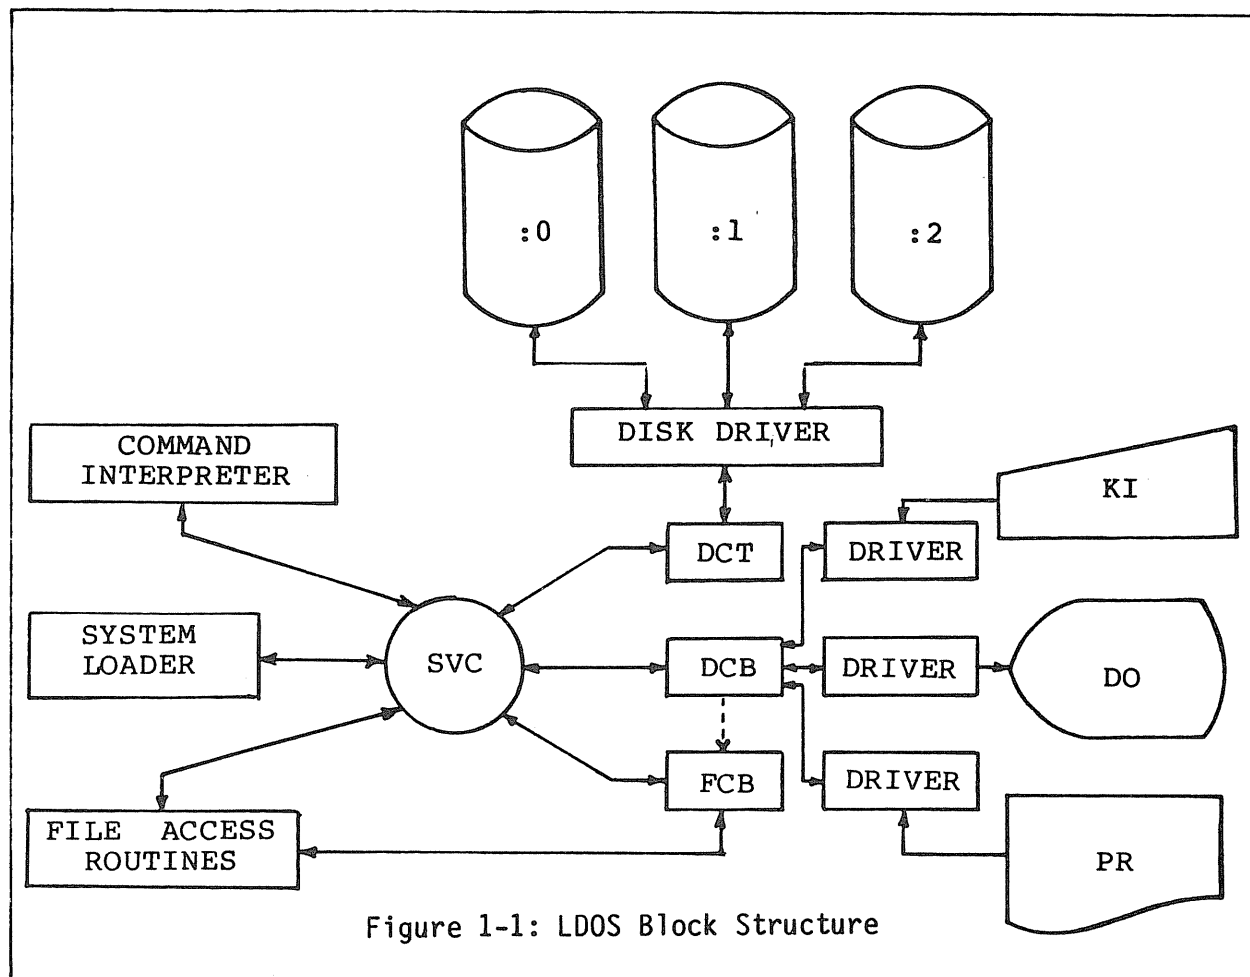 :0
:1
:2
DISK DRIVER
COMMAND
INTERPRETER
KI
DCT
DRIVER
SYSTEM
LOADER
SVC
DCB
DRIVER
DO
FCB
DRIVER
FILE ACCESS
ROUTINES
PR
Figure 1-1: LDOS Block Structure